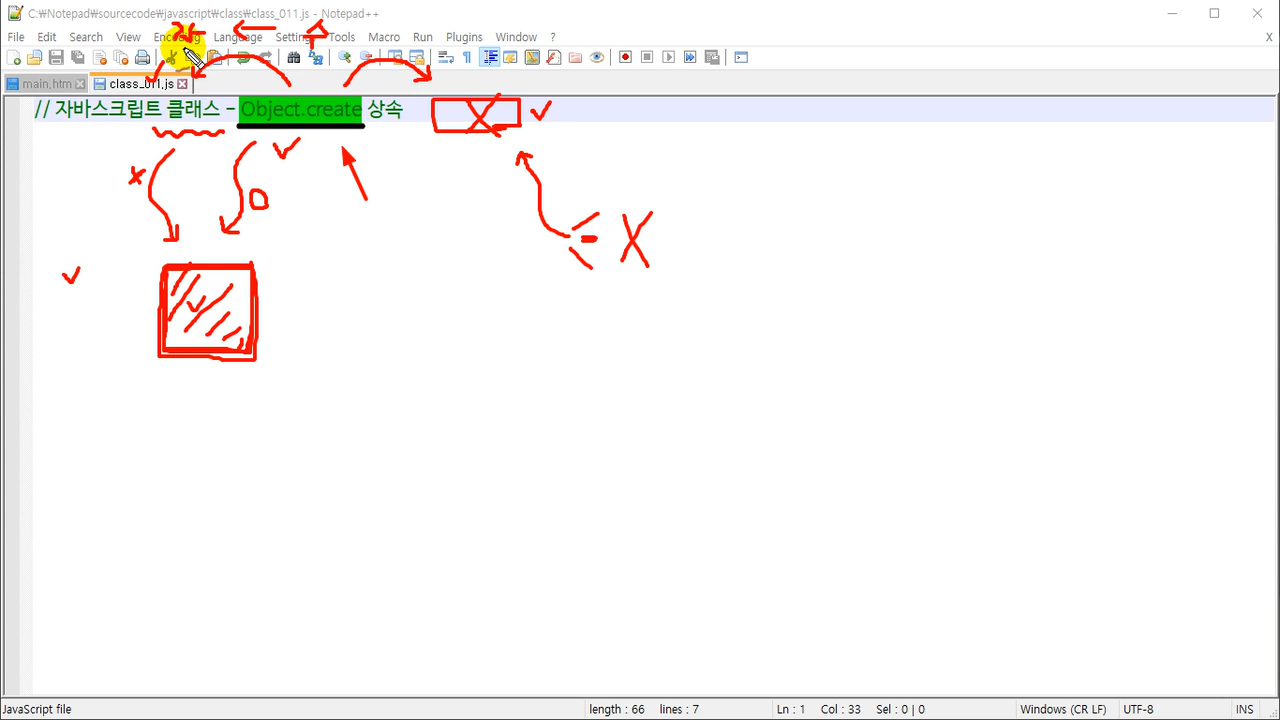 C:\Notepad\sourcecode\javascript\class\class_011.js - Notepad++
File Edit Search View Encoding Language Settings Tools Macro Run Plugins Window ? X
main,htm class_011.js
// 자바스크립트 클래스 - Object.create 상속
JavaScript file length : 66 lines : 7 Ln : 1 Col : 33 Sel : 0 | 0 Windows (CR LF) UTF-8 INS